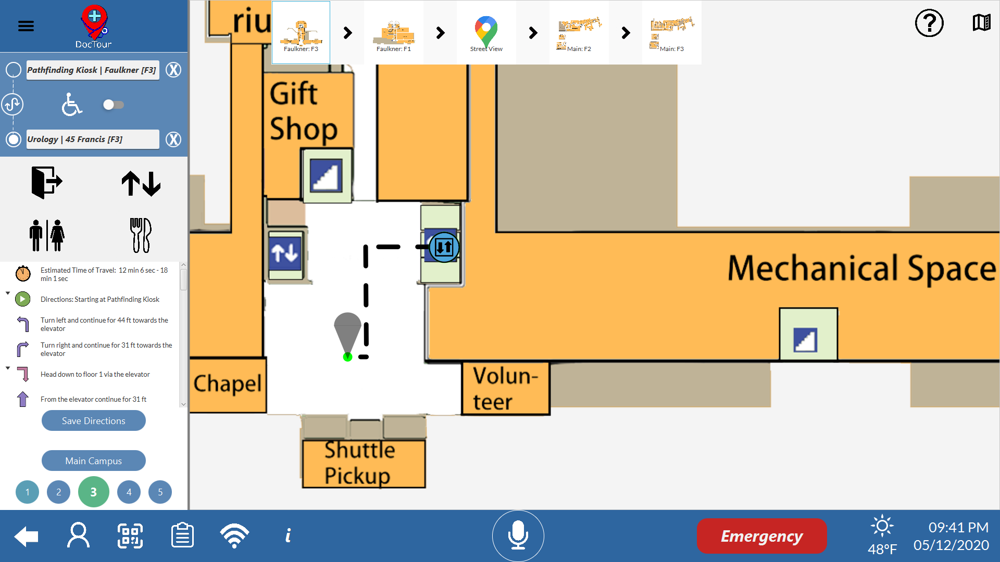 DocTour
Pathfinding Kiosk | Faulkner [F3]
X
Urology | 45 Francis [F3]
X
Estimated Time of Travel: 12 min 6 sec - 18
min 1 sec
Directions: Starting at Pathfinding Kiosk
Turn left and continue for 44 ft towards the
elevator
Turn right and continue for 31 ft towards the
elevator
Head down to floor 1 via the elevator
From the elevator continue for 31 ft
Save Directions
Main Campus
1 2 3 4 5
Faulkner: F3
Faulkner: F1
Street View
Main: F2
Main: F3
?
riu
Gift
Shop
Mechanical Space
Chapel
Volun-
teer
Shuttle
Pickup
i
Emergency
48°F
09:41 PM
05/12/2020